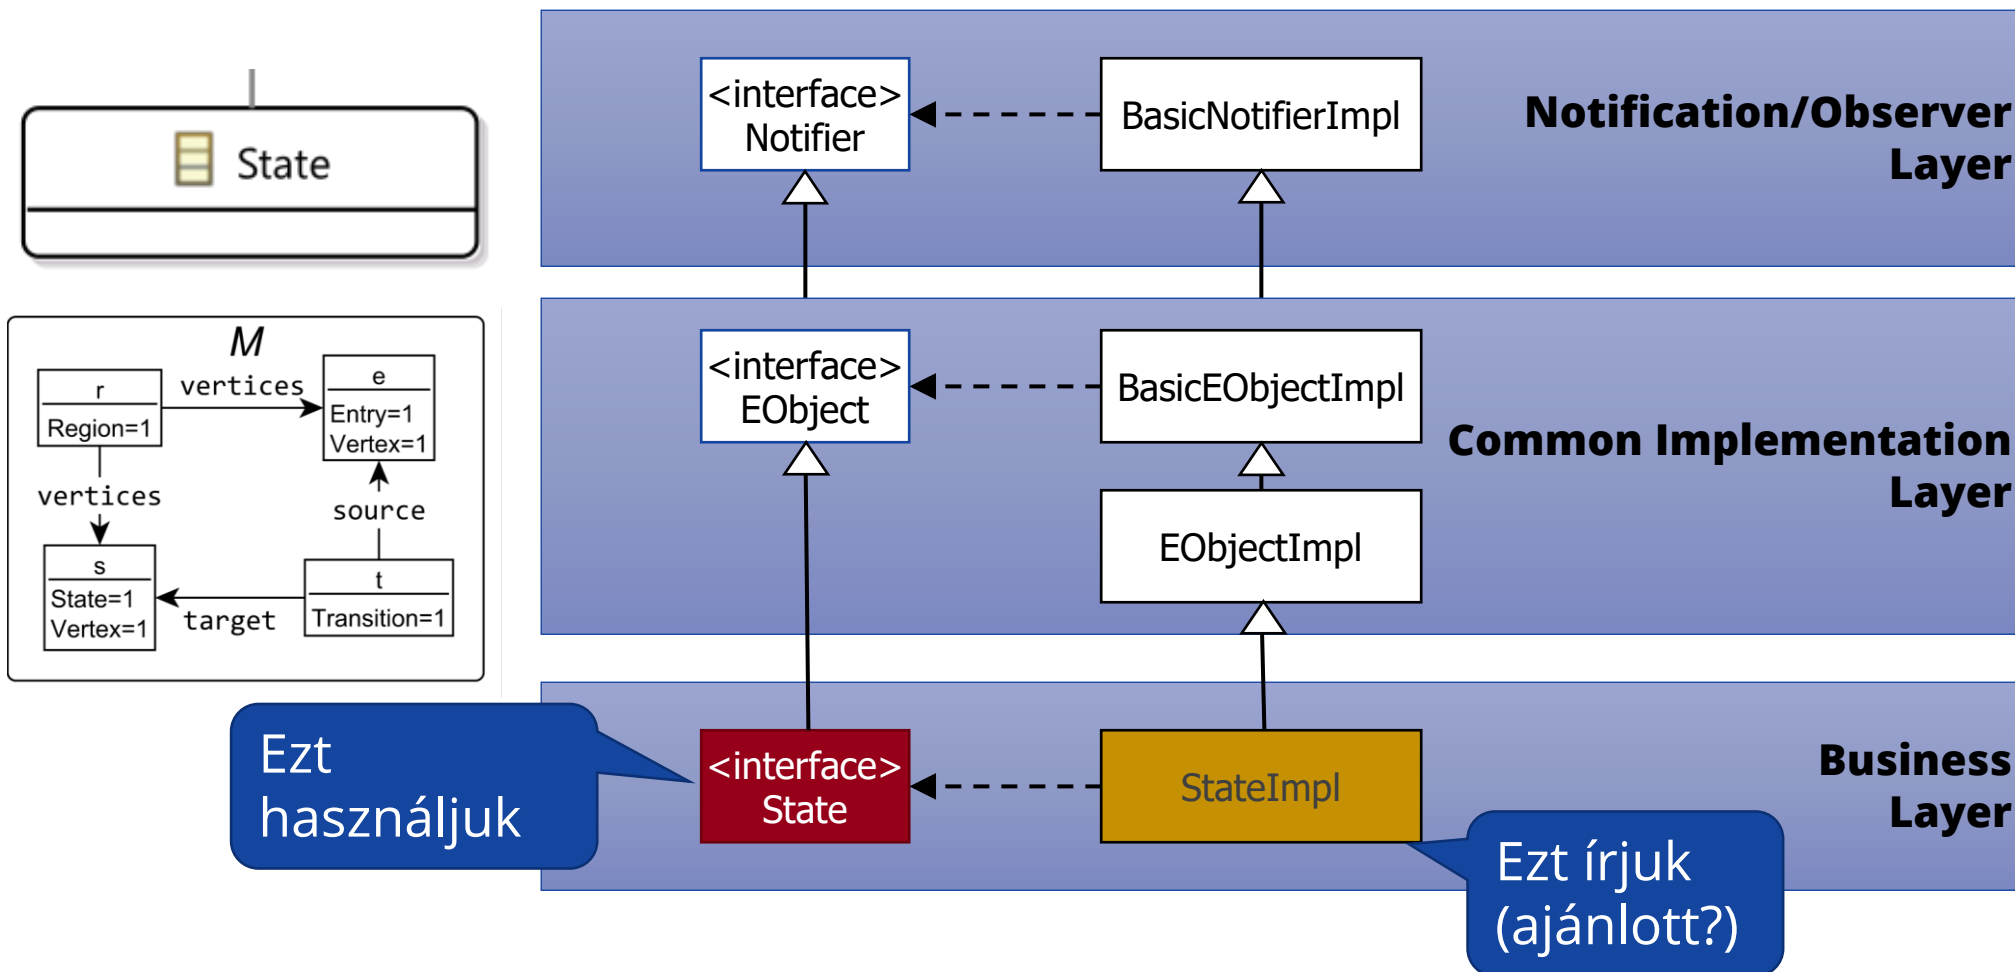 State
M
r
Region=1
vertices
e
Entry=1
Vertex=1
vertices
source
s
State=1
Vertex=1
target
t
Transition=1
<interface>
Notifier
BasicNotifierImpl
Notification/Observer
Layer
<interface>
EObject
BasicEObjectImpl
EObjectImpl
Common Implementation
Layer
Ezt
használjuk
<interface>
State
StateImpl
Business
Layer
Ezt írjuk
(ajánlott?)